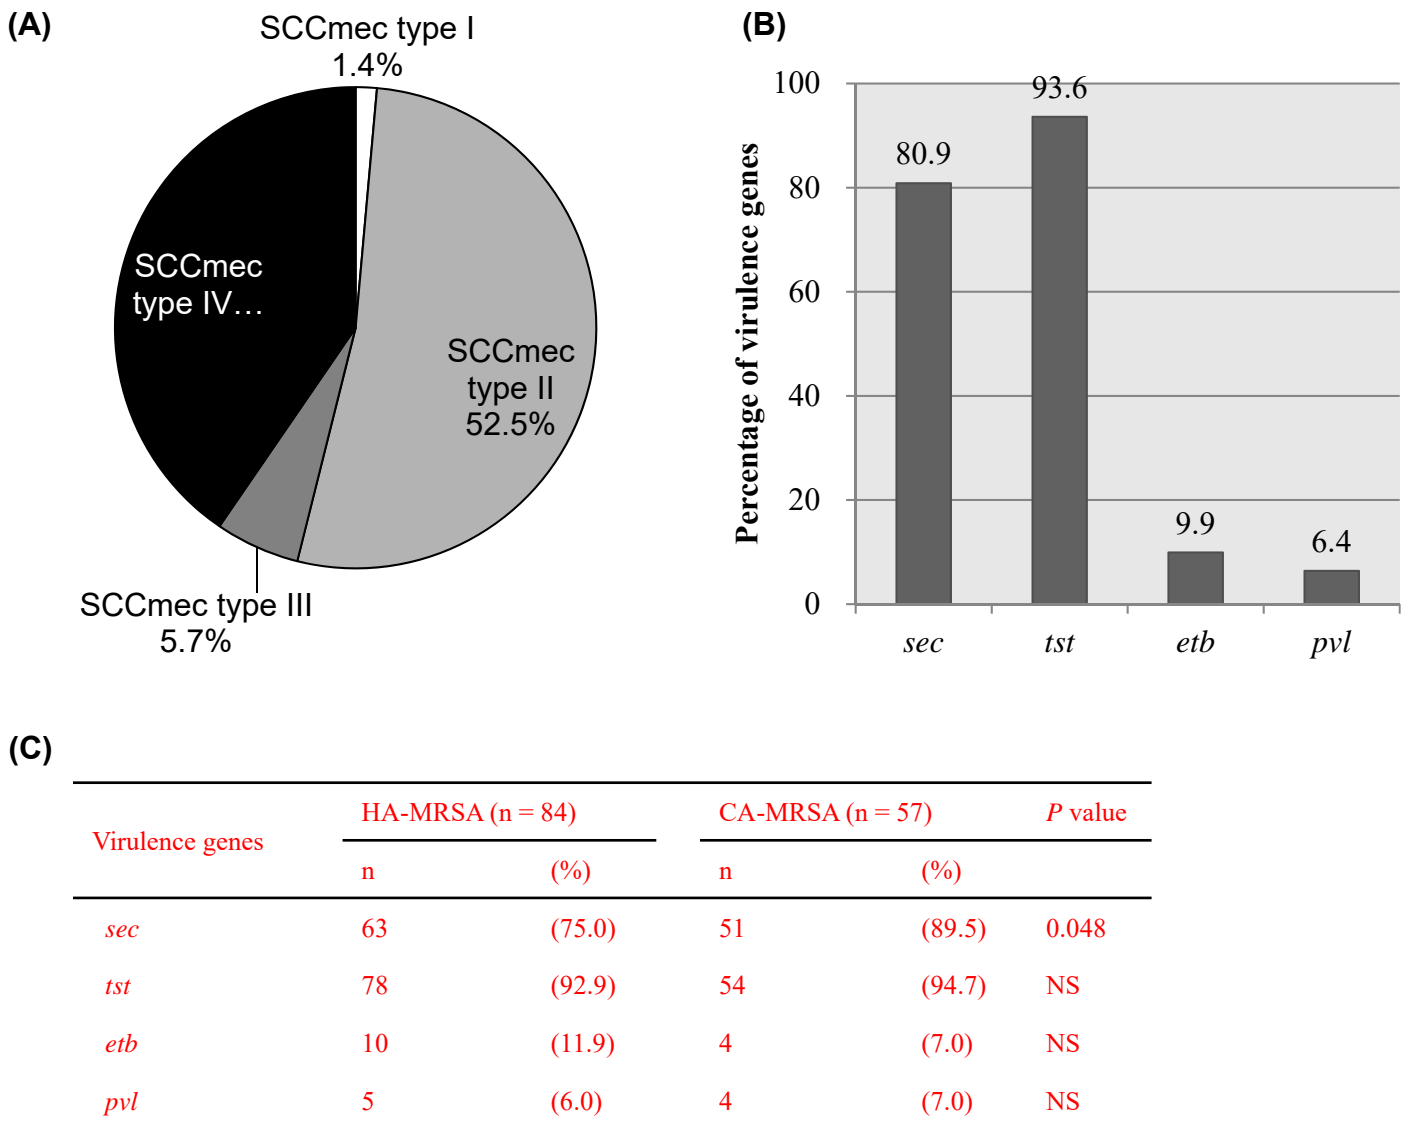 (A)
SCCmec type I
1.4%
SCCmec
type IV…
SCCmec
type II
52.5%
SCCmec type III
5.7%
(B)
Percentage of virulence genes
100
80
60
40
20
0
80.9
93.6
9.9
6.4
sec tst etb pvl
(C)
Virulence genes HA-MRSA (n = 84) CA-MRSA (n = 57) P value
n (%) n (%)
sec 63 (75.0) 51 (89.5) 0.048
tst 78 (92.9) 54 (94.7) NS
etb 10 (11.9) 4 (7.0) NS
pvl 5 (6.0) 4 (7.0) NS